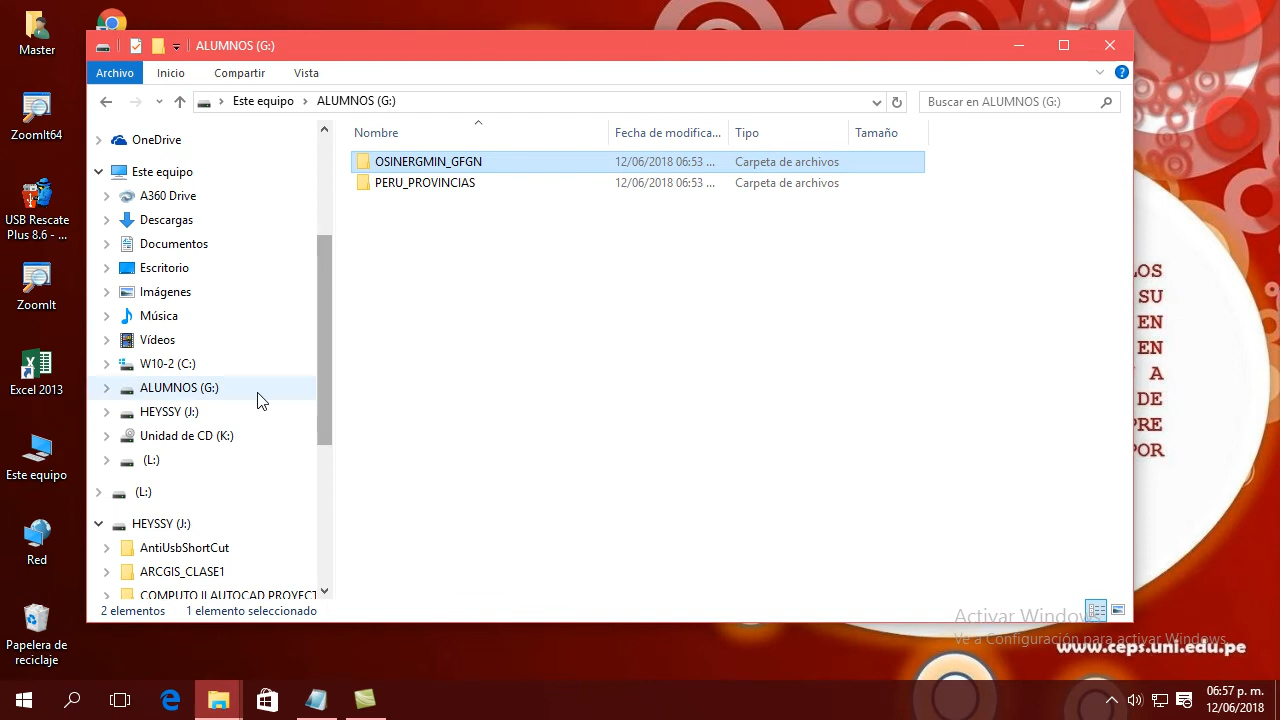 Master
ZoomIt64
USB Rescate
Plus 8.6 - ...
ZoomIt
Excel 2013
Este equipo
Red
Papelera de
reciclaje
ALUMNOS (G:)
Archivo
Inicio
Compartir
Vista
Este equipo
ALUMNOS (G:)
Buscar en ALUMNOS (G:)
OneDrive
Este equipo
A360 Drive
Descargas
Documentos
Escritorio
Imágenes
Música
Vídeos
W10-2 (C:)
ALUMNOS (G:)
HEYSSY (J:)
Unidad de CD (K:)
(L:)
(L:)
HEYSSY (J:)
AntiUsbShortCut
ARCGIS_CLASE1
COMPUTO II AUTOCAD PROYECT
Nombre
Fecha de modifica...
Tipo
Tamaño
OSINERGMIN_GFGN
12/06/2018 06:53 ...
Carpeta de archivos
PERU_PROVINCIAS
12/06/2018 06:53 ...
Carpeta de archivos
2 elementos
1 elemento seleccionado
LOS
SU
EN
EN
A
DE
PRE
POR
Activar Windows
Ve a Configuración para activar Windows.
www.ceps.uni.edu.pe
06:57 p. m.
12/06/2018